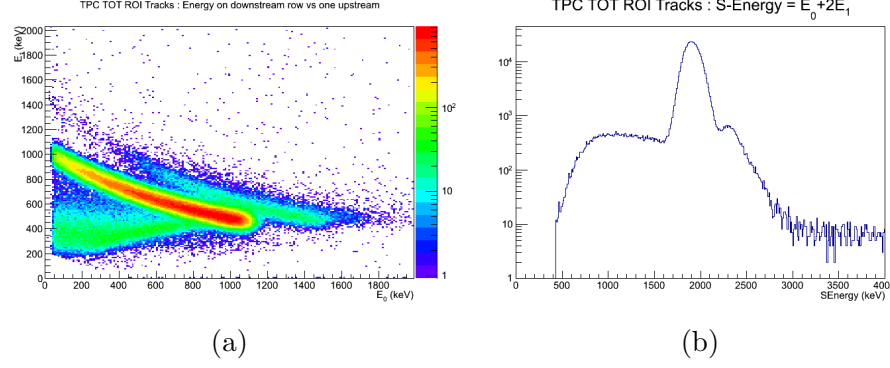 TPC TOT ROI Tracks : Energy on downstream row vs one upstream
E₁ (keV)
2000
1800
1600
1400
1200
1000
800
600
400
200
0
0 200 400 600 800 1000 1200 1400 1600 1800
E₀ (keV)
10²
10
1
(a)
TPC TOT ROI Tracks : S-Energy = E₀+2E₁
10⁴
10³
10²
10
1
0 500 1000 1500 2000 2500 3000 3500 400
SEnergy (keV)
(b)